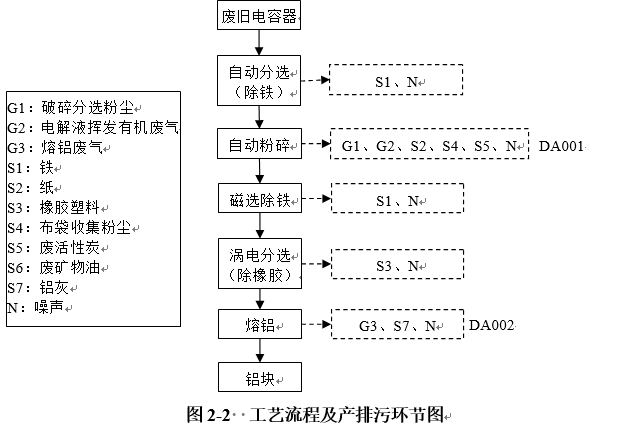 废旧电容器
自动分选
（除铁）
S1、N
G1：破碎分选粉尘
G2：电解液挥发有机废气
G3：熔铝废气
S1：铁
S2：纸
S3：橡胶塑料
S4：布袋收集粉尘
S5：废活性炭
S6：废矿物油
S7：铝灰
N：噪声
自动粉碎
G1、G2、S2、S4、S5、N
DA001
磁选除铁
S1、N
涡电分选
（除橡胶）
S3、N
熔铝
G3、S7、N
DA002
铝块
图 2-2 工艺流程及产排污环节图